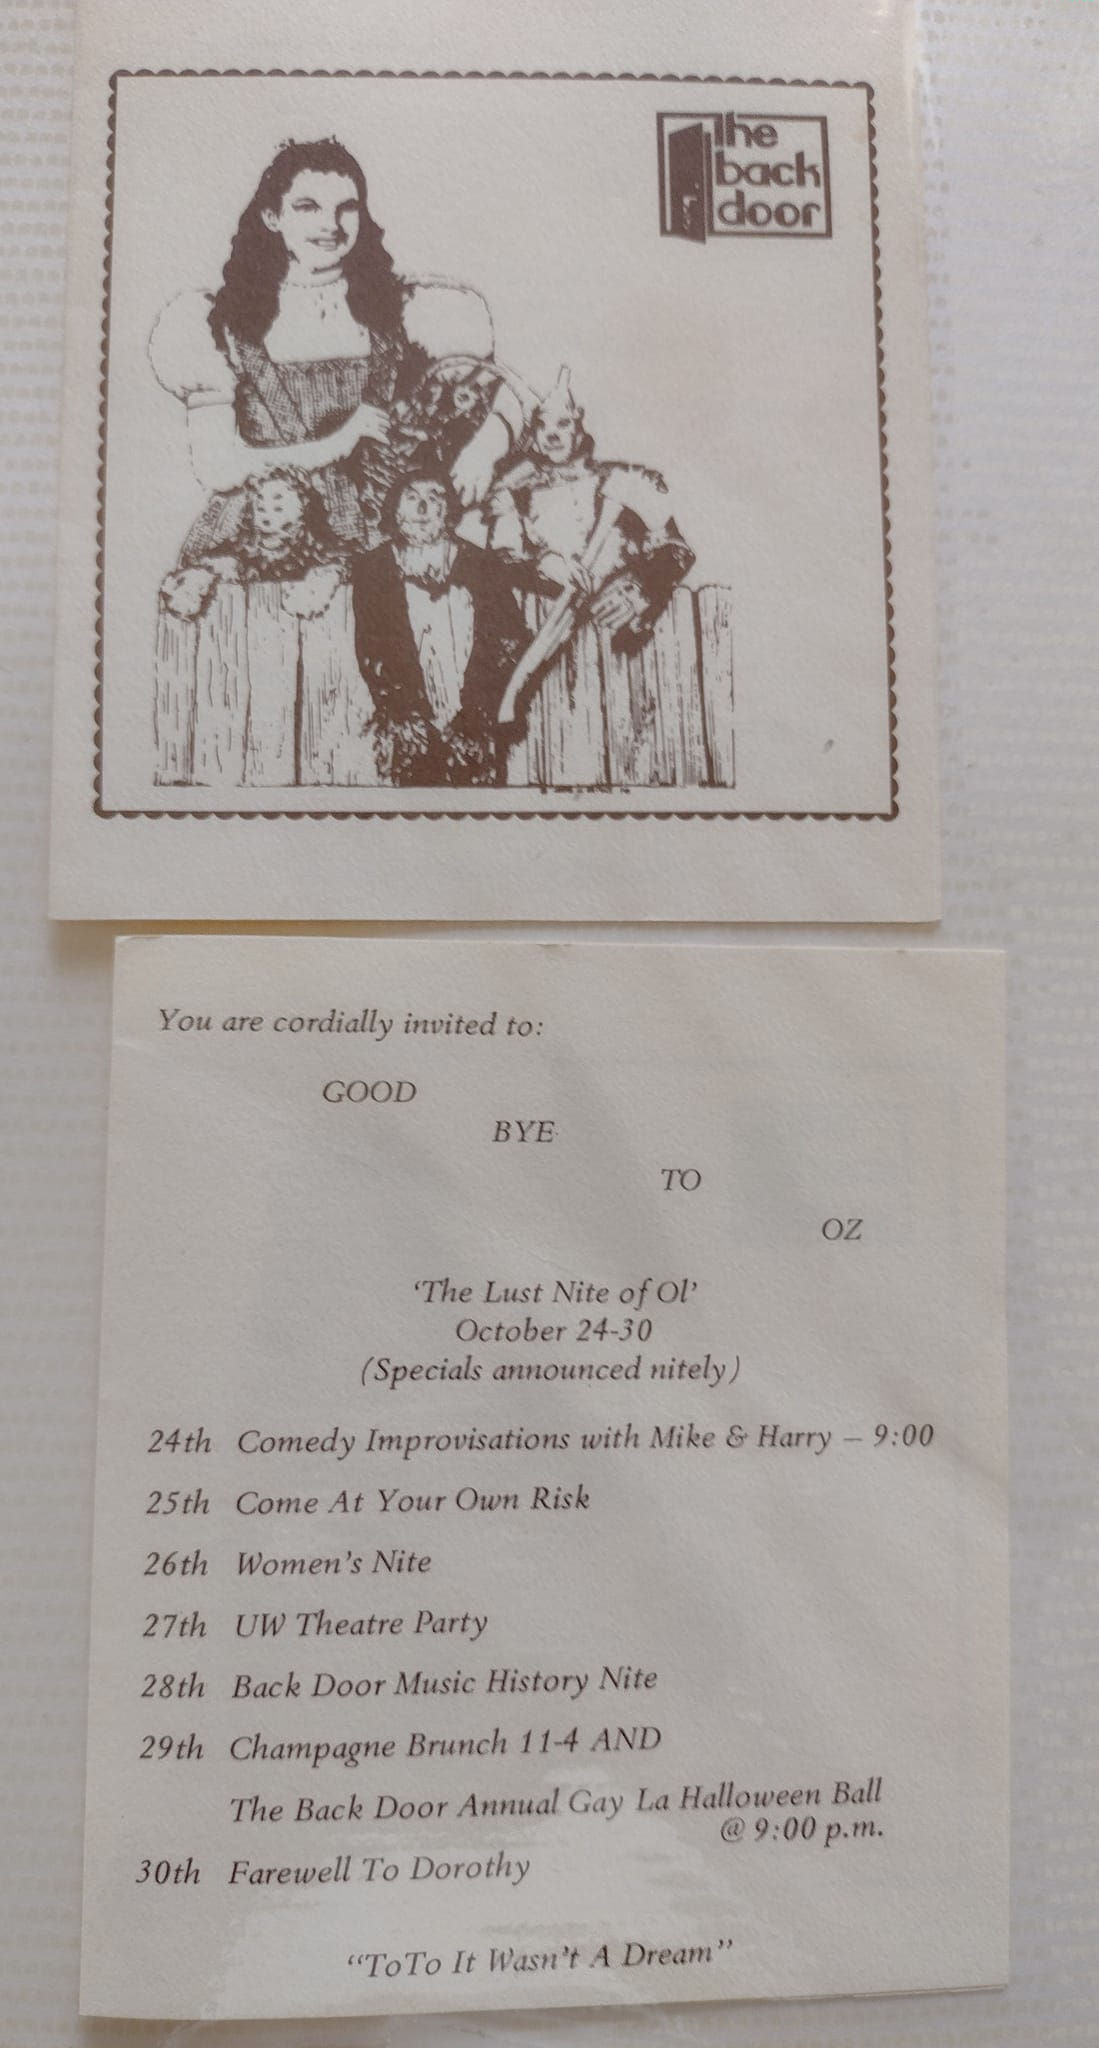 The
back
door
You are cordially invited to:
GOOD
BYE
TO
OZ
'The Lust Nite of Ol'
October 24-30
(Specials announced nitely)
24th Comedy Improvisations with Mike & Harry – 9:00
25th Come At Your Own Risk
26th Women's Nite
27th UW Theatre Party
28th Back Door Music History Nite
29th Champagne Brunch 11-4 AND
The Back Door Annual Gay La Halloween Ball
@ 9:00 p.m.
30th Farewell To Dorothy
"ToTo It Wasn't A Dream"